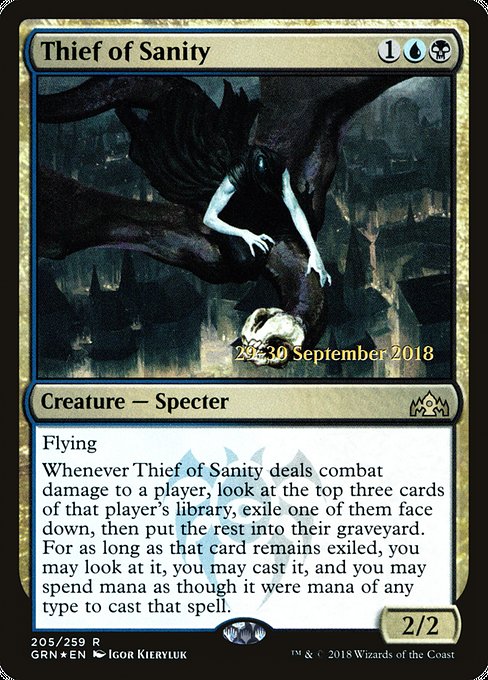 Thief of Sanity 1
29-30 September 2018
Creature — Specter
Flying
Whenever Thief of Sanity deals combat
damage to a player, look at the top three cards
of that player's library, exile one of them face
down, then put the rest into their graveyard.
For as long as that card remains exiled, you
may look at it, you may cast it, and you may
spend mana as though it were mana of any
type to cast that spell.
2/2
205/259 R
GRN★EN Igor Kieryluk ™ & © 2018 Wizards of the Coast